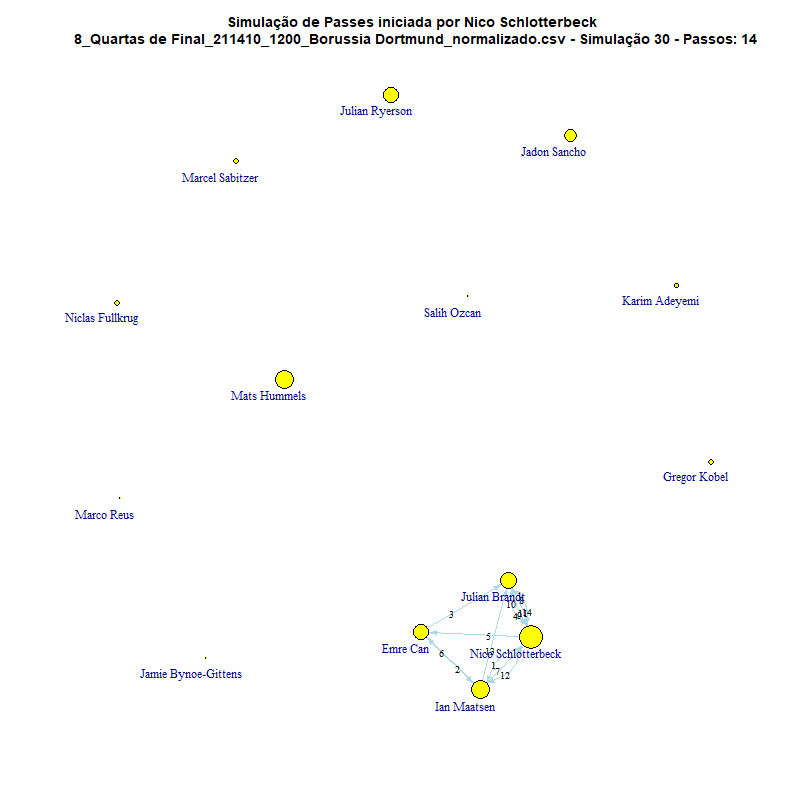 Simulação de Passes iniciada por Nico Schlotterbeck
8_Quartas de Final_211410_1200_Borussia Dortmund_normalizado.csv - Simulação 30 - Passos: 14
Julian Ryerson
Jadon Sancho
Marcel Sabitzer
Karim Adeyemi
Salih Ozcan
Niclas Fullkrug
Mats Hummels
Gregor Kobel
Marco Reus
Julian Brandt
10
3
5
Emre Can
13
Nico Schlotterbeck
6
2
1
7
12
Jamie Bynoe-Gittens
Ian Maatsen